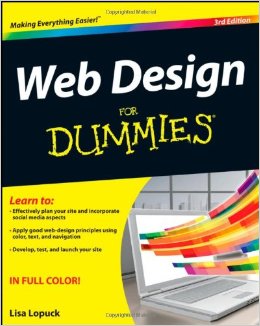 Making Everything Easier!™
3rd Edition
Web Design
FOR
DUMMIES®
Learn to:
• Effectively plan your site and incorporate
social media aspects
• Apply good web-design principles using
color, text, and navigation
• Develop, test, and launch your site
IN FULL COLOR!
Lisa Lopuck